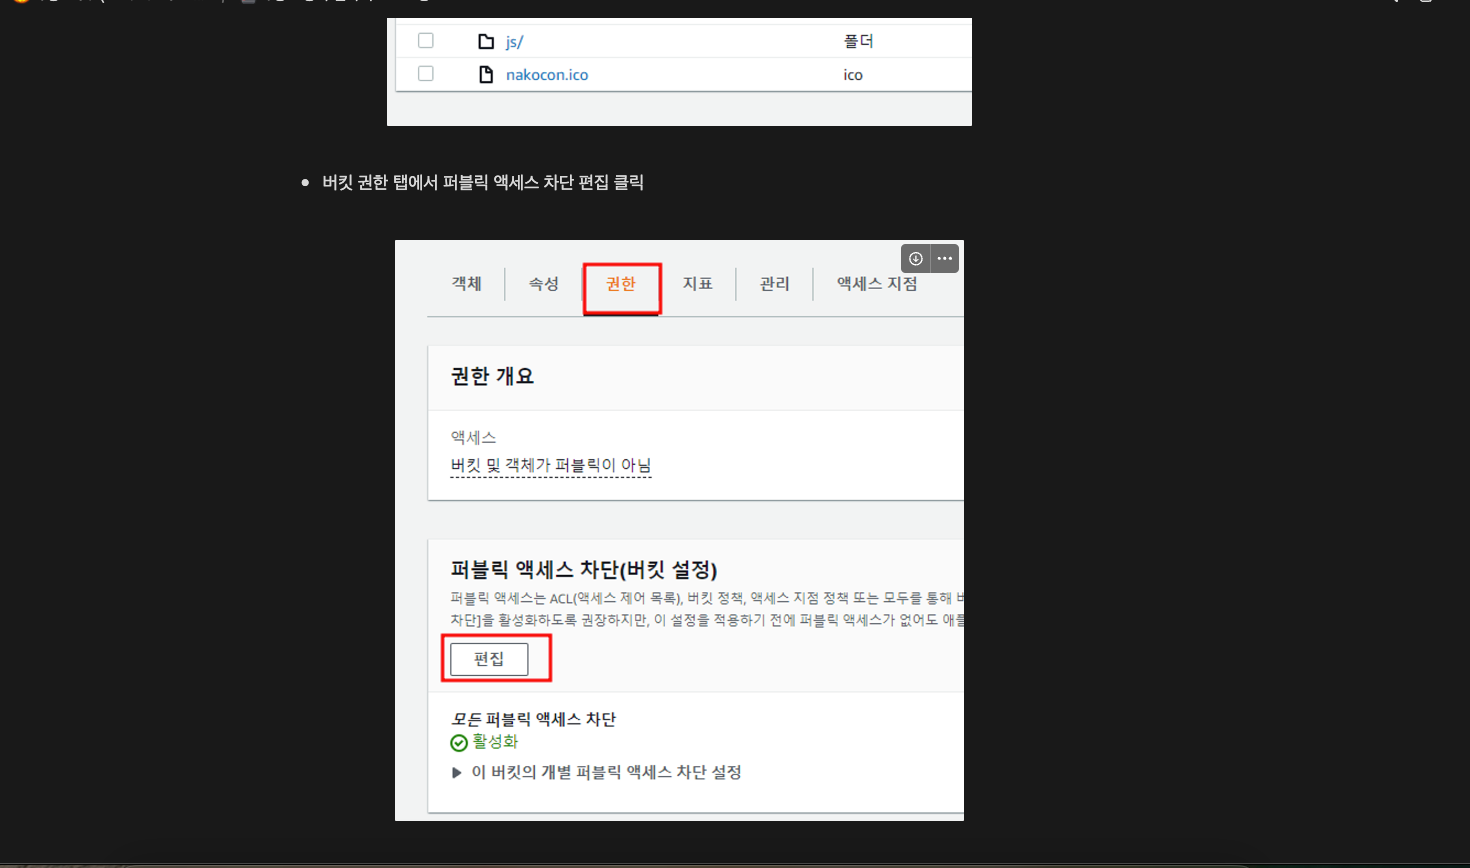 js/ 폴더
nakocon.ico ico
• 버킷 권한 탭에서 퍼블릭 액세스 차단 편집 클릭
객체 속성 권한 지표 관리 액세스 지점
권한 개요
액세스
버킷 및 객체가 퍼블릭이 아님
퍼블릭 액세스 차단(버킷 설정)
퍼블릭 액세스는 ACL(액세스 제어 목록), 버킷 정책, 액세스 지점 정책 또는 모두를 통해
차단]을 활성화하도록 권장하지만, 이 설정을 적용하기 전에 퍼블릭 액세스가 없어도
편집
모든 퍼블릭 액세스 차단
활성화
▶ 이 버킷의 개별 퍼블릭 액세스 차단 설정